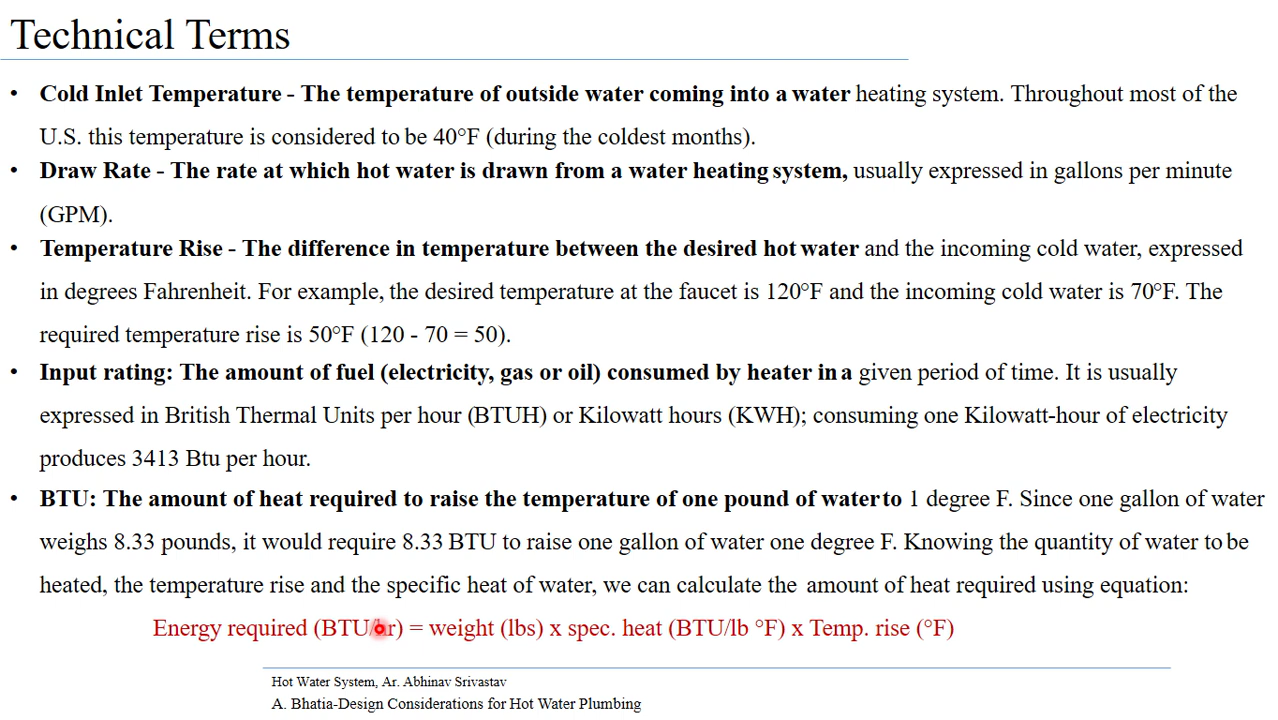 Technical Terms
• Cold Inlet Temperature - The temperature of outside water coming into a water heating system. Throughout most of the
U.S. this temperature is considered to be 40°F (during the coldest months).
• Draw Rate - The rate at which hot water is drawn from a water heating system, usually expressed in gallons per minute
(GPM).
• Temperature Rise - The difference in temperature between the desired hot water and the incoming cold water, expressed
in degrees Fahrenheit. For example, the desired temperature at the faucet is 120°F and the incoming cold water is 70°F. The
required temperature rise is 50°F (120 - 70 = 50).
• Input rating: The amount of fuel (electricity, gas or oil) consumed by heater in a given period of time. It is usually
expressed in British Thermal Units per hour (BTUH) or Kilowatt hours (KWH); consuming one Kilowatt-hour of electricity
produces 3413 Btu per hour.
• BTU: The amount of heat required to raise the temperature of one pound of water to 1 degree F. Since one gallon of water
weighs 8.33 pounds, it would require 8.33 BTU to raise one gallon of water one degree F. Knowing the quantity of water to be
heated, the temperature rise and the specific heat of water, we can calculate the amount of heat required using equation:
Energy required (BTU/hr) = weight (lbs) x spec. heat (BTU/lb °F) x Temp. rise (°F)
Hot Water System, Ar. Abhinav Srivastav
A. Bhatia-Design Considerations for Hot Water Plumbing